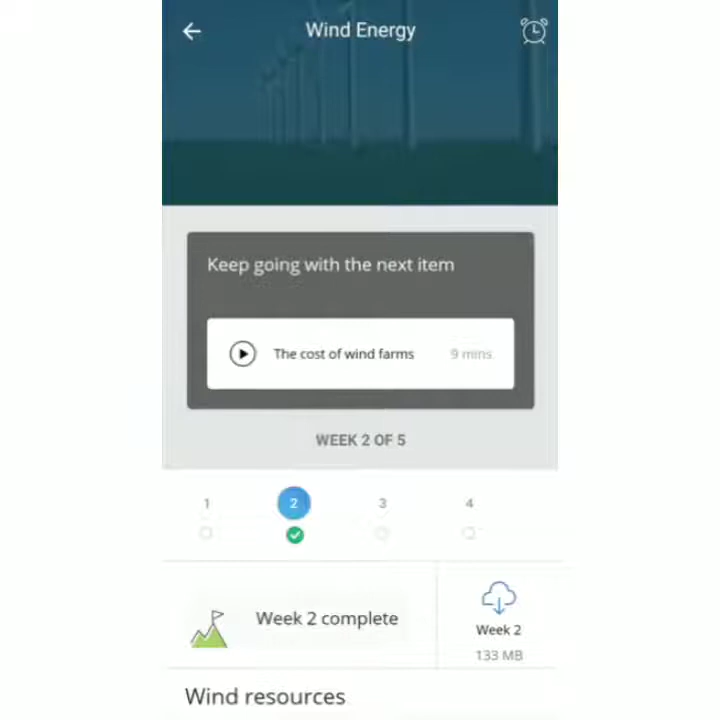 Wind Energy
Keep going with the next item
The cost of wind farms 9 mins
WEEK 2 OF 5
1 2 3 4
Week 2 complete
Week 2
133 MB
Wind resources